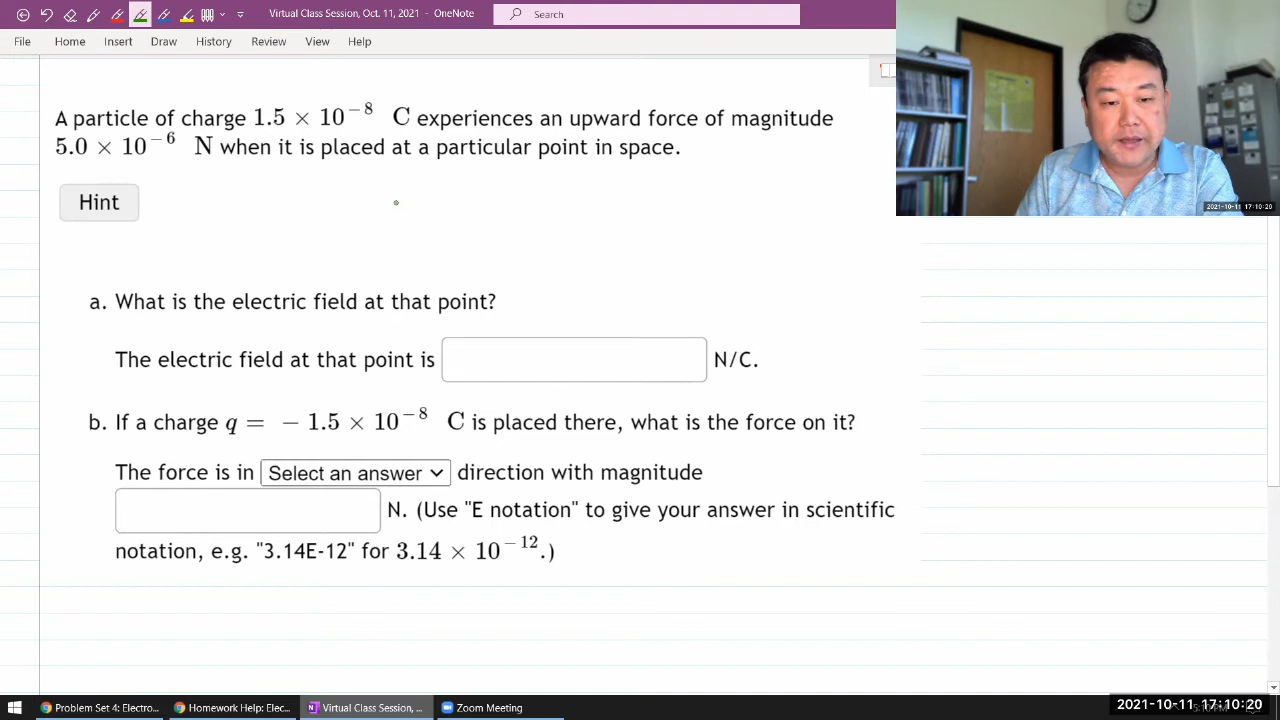 Search
File Home Insert Draw History Review View Help
2021-10-11 17:10:20
A particle of charge 1.5 × 10⁻⁸ C experiences an upward force of magnitude
5.0 × 10⁻⁶ N when it is placed at a particular point in space.
Hint
a. What is the electric field at that point?
The electric field at that point is N/C.
b. If a charge q = − 1.5 × 10⁻⁸ C is placed there, what is the force on it?
The force is in Select an answer direction with magnitude
N. (Use "E notation" to give your answer in scientific
notation, e.g. "3.14E-12" for 3.14 × 10⁻¹².)
Problem Set 4: Electro... Homework Help: Elec... Virtual Class Session, ... Zoom Meeting
2021-10-11 17:10:20